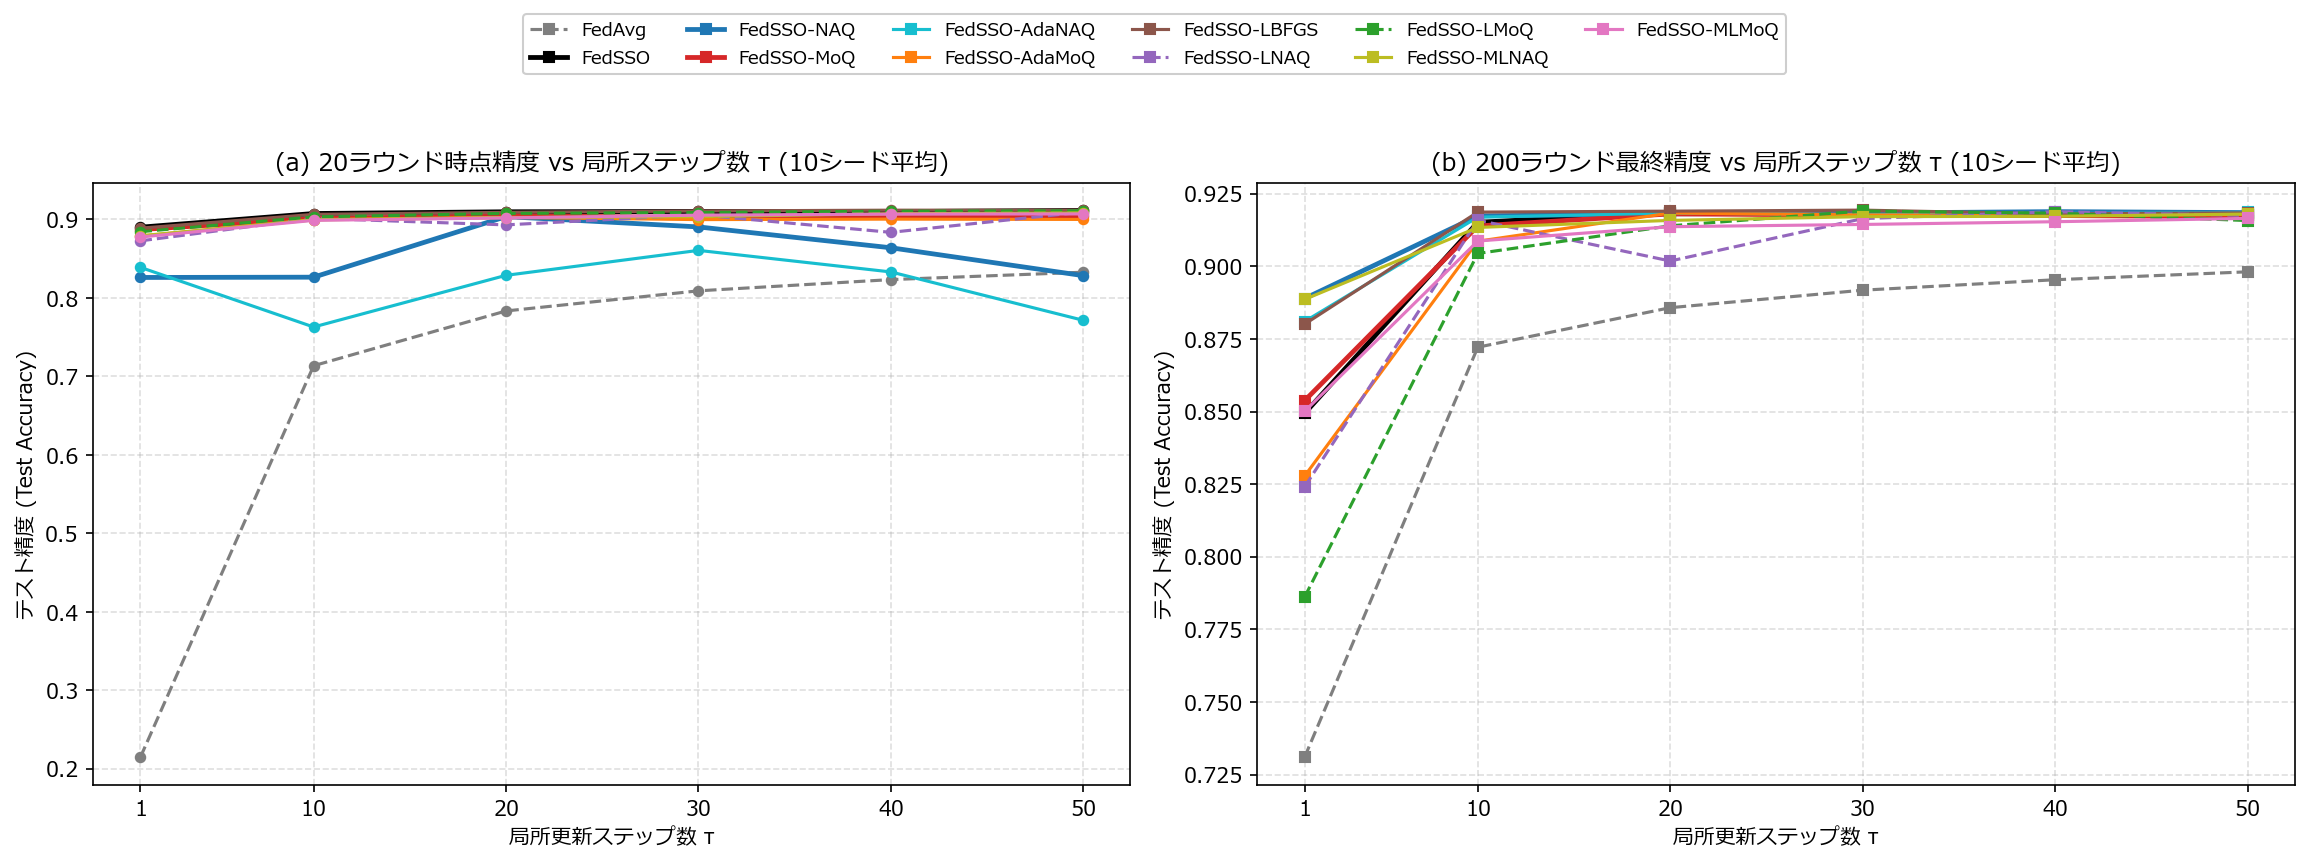 FedAvg
FedSSO
FedSSO-NAQ
FedSSO-MoQ
FedSSO-AdaNAQ
FedSSO-AdaMoQ
FedSSO-LBFGS
FedSSO-LNAQ
FedSSO-LMoQ
FedSSO-MLNAQ
FedSSO-MLMoQ
(a) 20ラウンド時点精度 vs 局所ステップ数 τ (10シード平均)
テスト精度 (Test Accuracy)
0.9
0.8
0.7
0.6
0.5
0.4
0.3
0.2
1 10 20 30 40 50
局所更新ステップ数 τ
(b) 200ラウンド最終精度 vs 局所ステップ数 τ (10シード平均)
テスト精度 (Test Accuracy)
0.925
0.900
0.875
0.850
0.825
0.800
0.775
0.750
0.725
1 10 20 30 40 50
局所更新ステップ数 τ